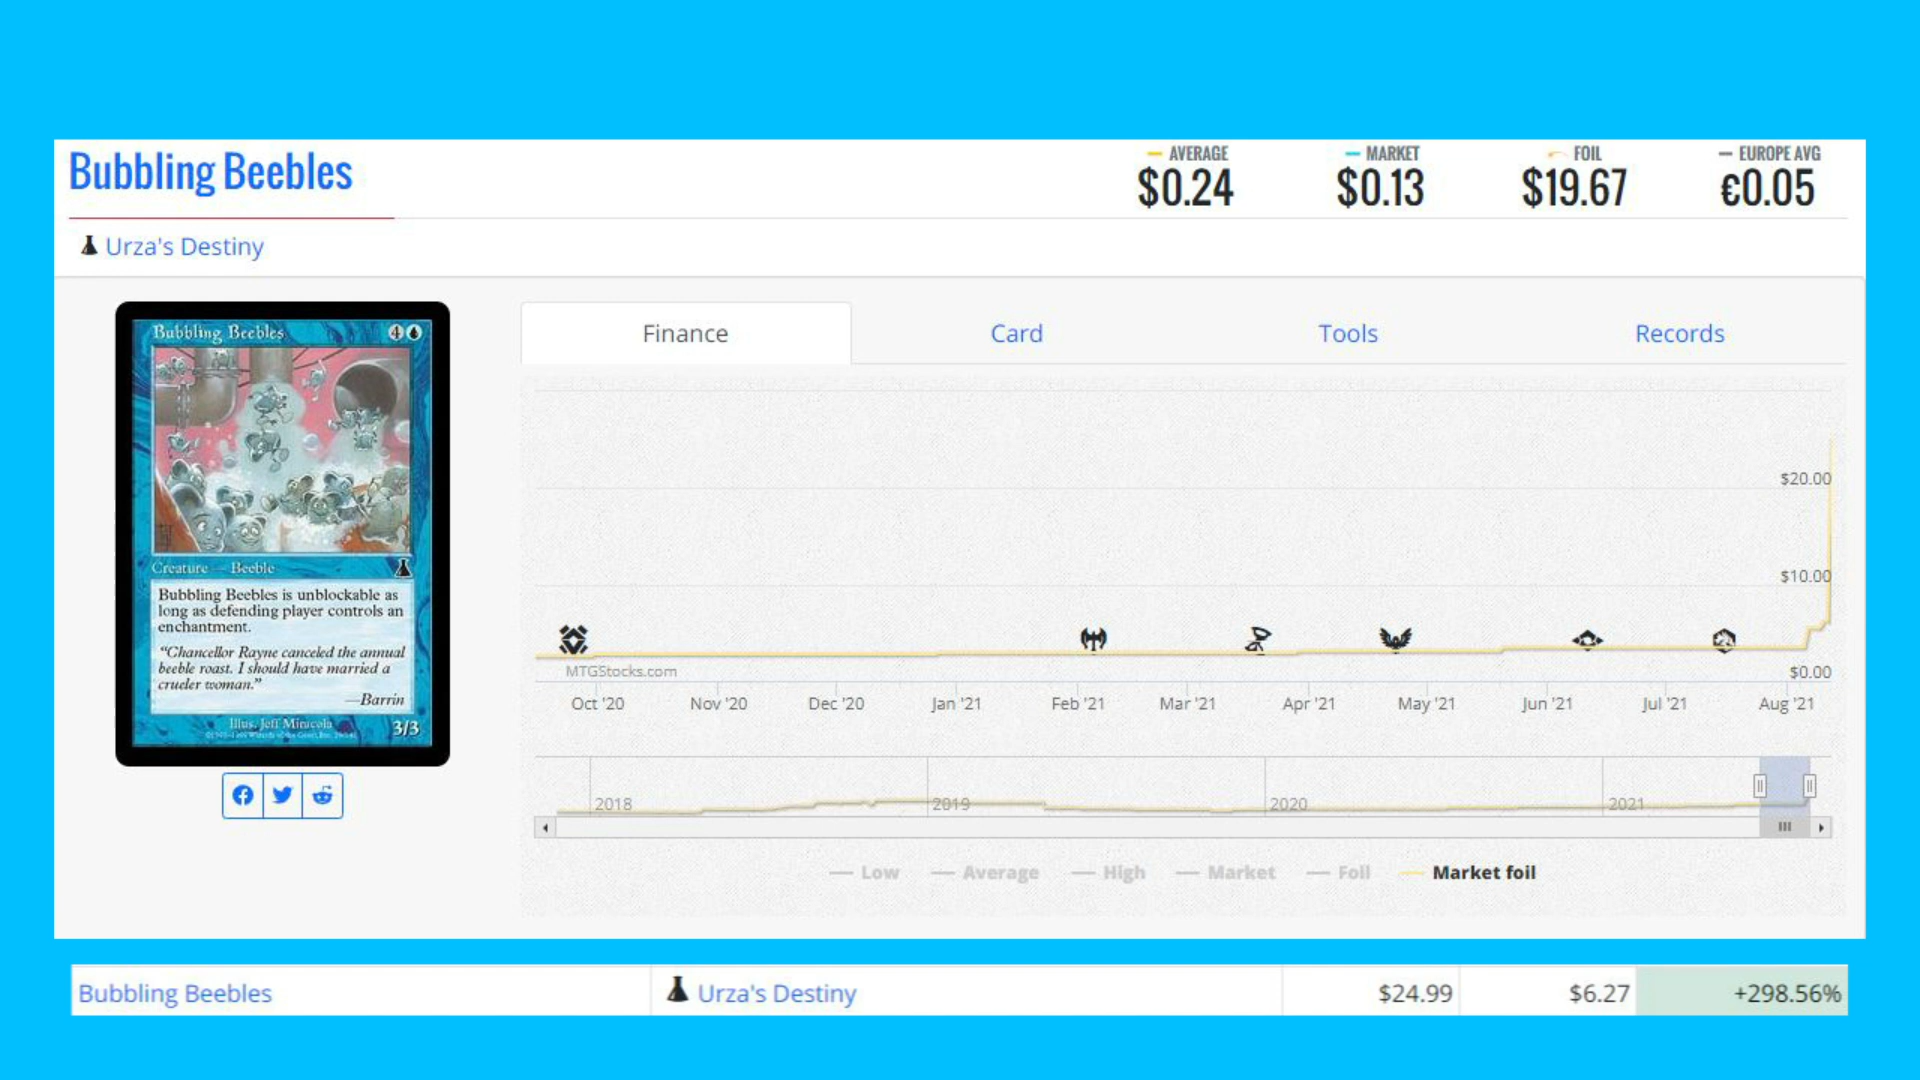 Bubbling Beebles
AVERAGE
$0.24
MARKET
$0.13
FOIL
$19.67
EUROPE AVG
€0.05
Urza's Destiny
Bubbling Beebles 4
Creature — Beeble
Bubbling Beebles is unblockable as
long as defending player controls an
enchantment.
“Chancellor Rayne canceled the annual
beeble roast. I should have married a
crueler woman.”
—Barrin
Illus. Jeff Miracola
3/3
Finance
Card
Tools
Records
$20.00
$10.00
$0.00
MTGStocks.com
Oct '20
Nov '20
Dec '20
Jan '21
Feb '21
Mar '21
Apr '21
May '21
Jun '21
Jul '21
Aug '21
2018
2019
2020
2021
Low
Average
High
Market
Foil
Market foil
Bubbling Beebles
Urza's Destiny
$24.99
$6.27
+298.56%